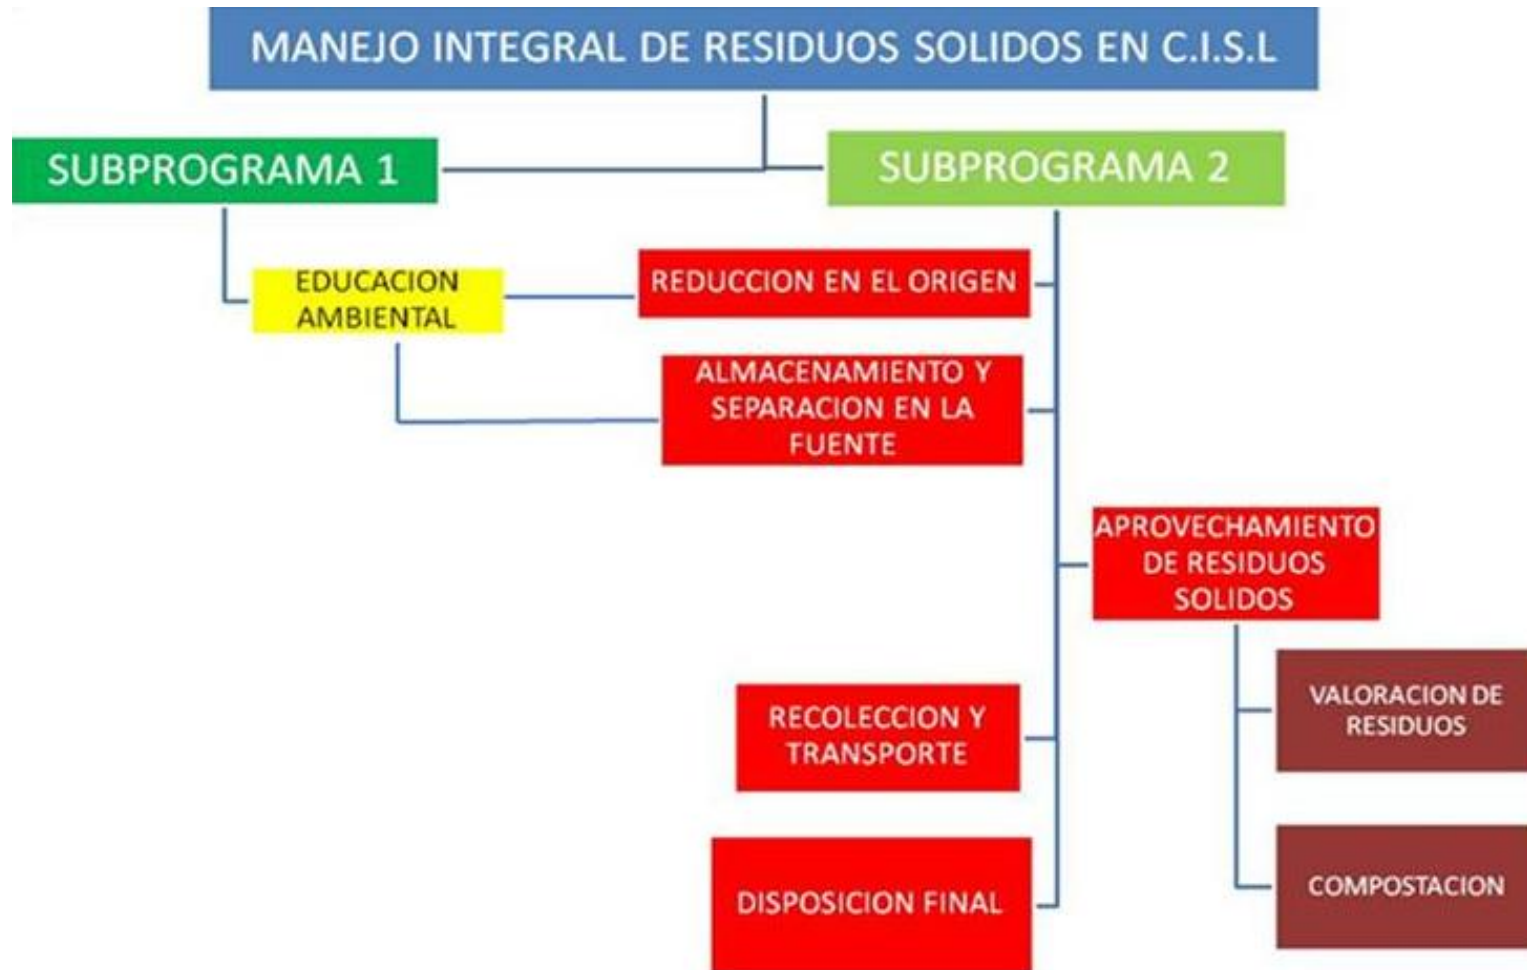 MANEJO INTEGRAL DE RESIDUOS SOLIDOS EN C.I.S.L
SUBPROGRAMA 1
SUBPROGRAMA 2
EDUCACION
AMBIENTAL
REDUCCION EN EL ORIGEN
ALMACENAMIENTO Y
SEPARACION EN LA
FUENTE
APROVECHAMIENTO
DE RESIDUOS
SOLIDOS
VALORACION DE
RESIDUOS
RECOLECCION Y
TRANSPORTE
COMPOSTACION
DISPOSICION FINAL